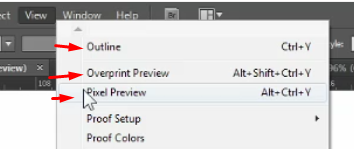 ect View Window Help
yle:
eview) ×
96% (
108
Outline Ctrl+Y
Overprint Preview Alt+Shift+Ctrl+Y
Pixel Preview Alt+Ctrl+Y
Proof Setup
Proof Colors